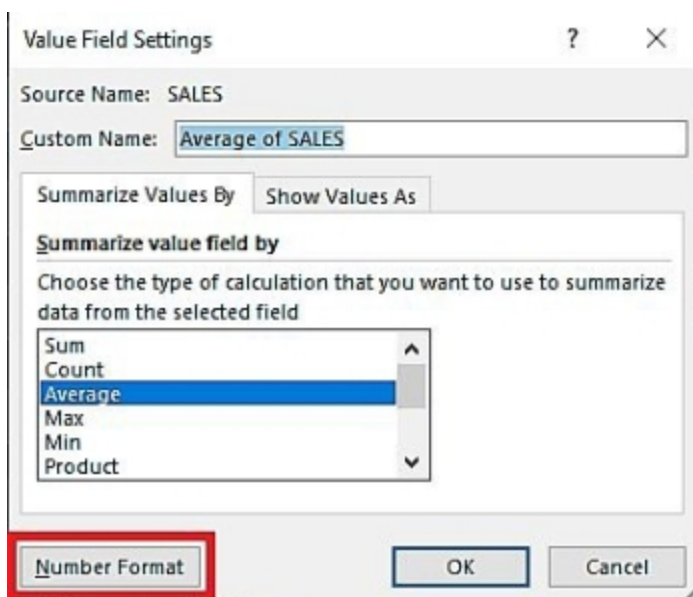 Value Field Settings ?
Source Name: SALES
Custom Name: Average of SALES
Summarize Values By Show Values As
Summarize value field by
Choose the type of calculation that you want to use to summarize
data from the selected field
Sum
Count
Average
Max
Min
Product
Number Format OK Cancel